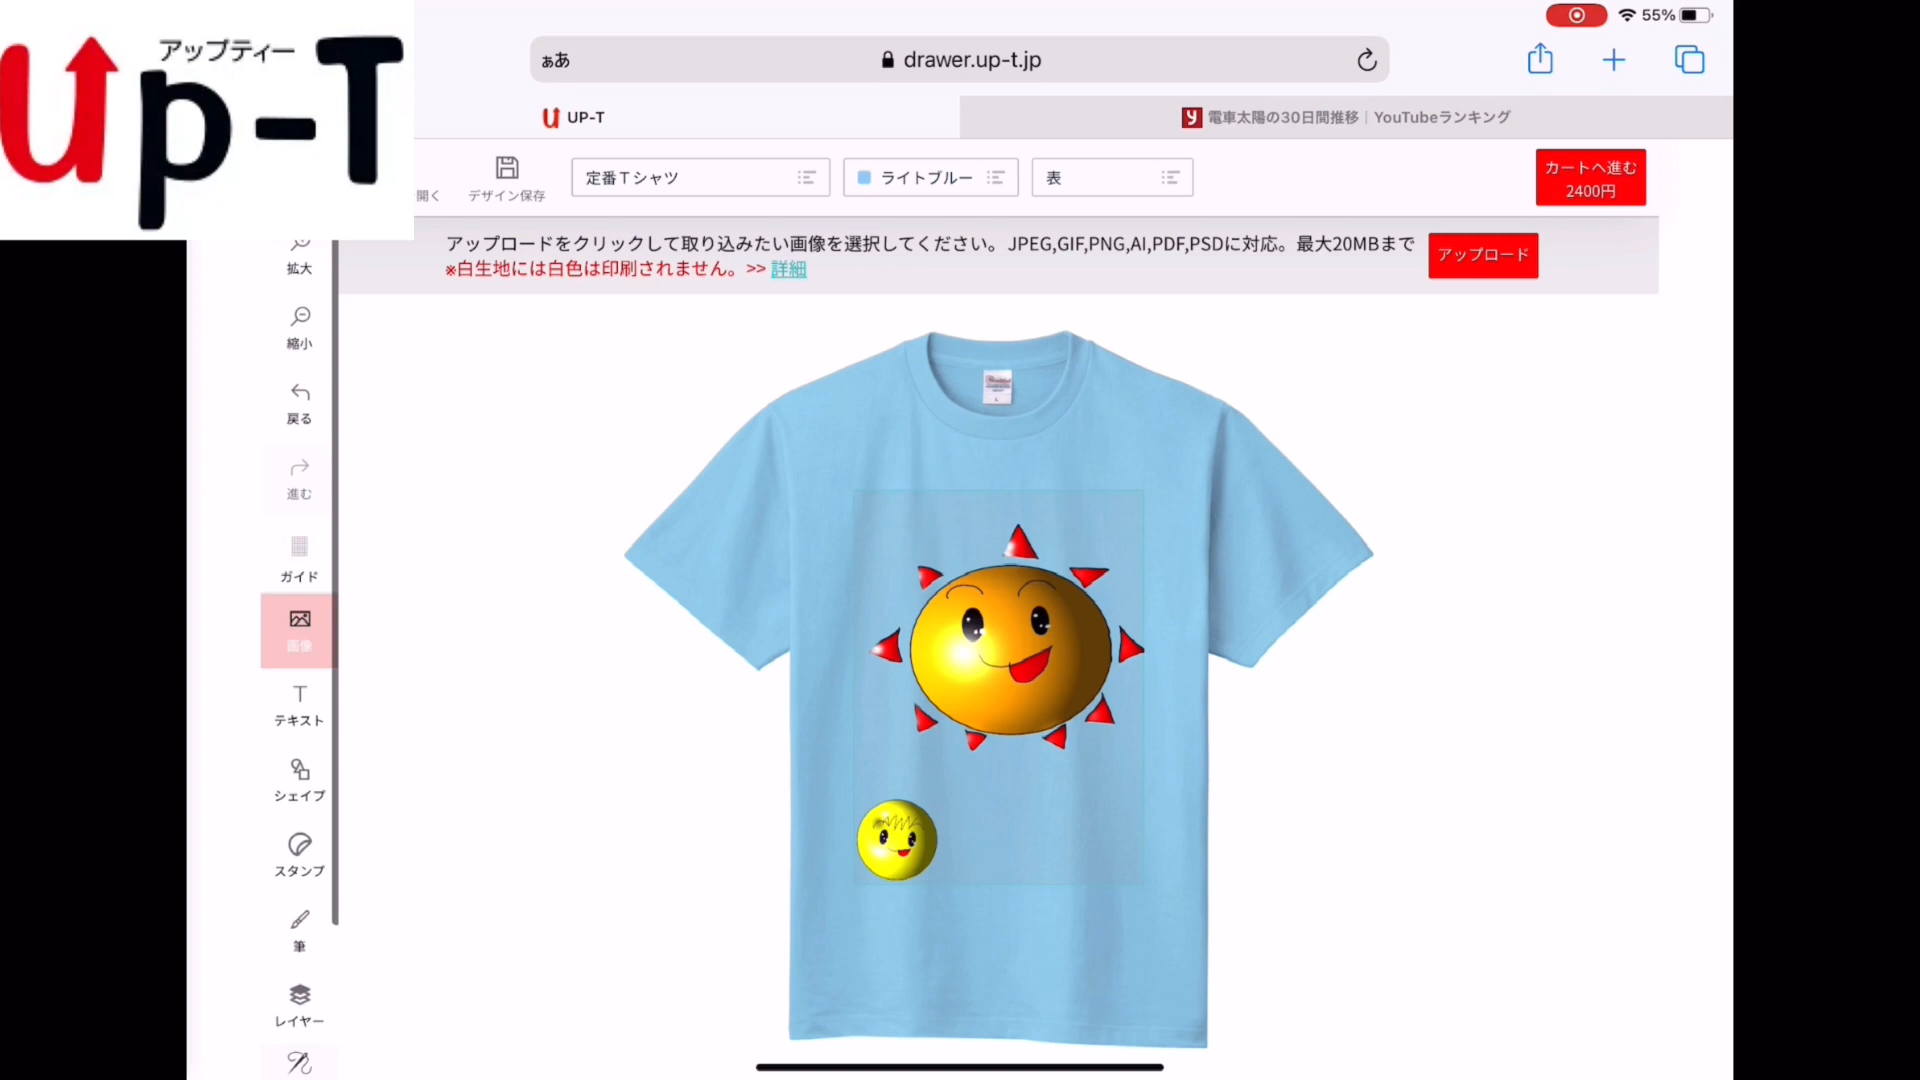 アップティー
Up-T
55%
ぁあ
drawer.up-t.jp
UP-T
電車太陽の30日間推移 | YouTubeランキング
開く
デザイン保存
定番Tシャツ
ライトブルー
表
カートへ進む
2400円
アップロードをクリックして取り込みたい画像を選択してください。JPEG,GIF,PNG,AI,PDF,PSDに対応。最大20MBまで
※白生地には白色は印刷されません。>> 詳細
アップロード
拡大
縮小
戻る
進む
ガイド
画像
テキスト
シェイプ
スタンプ
筆
レイヤー